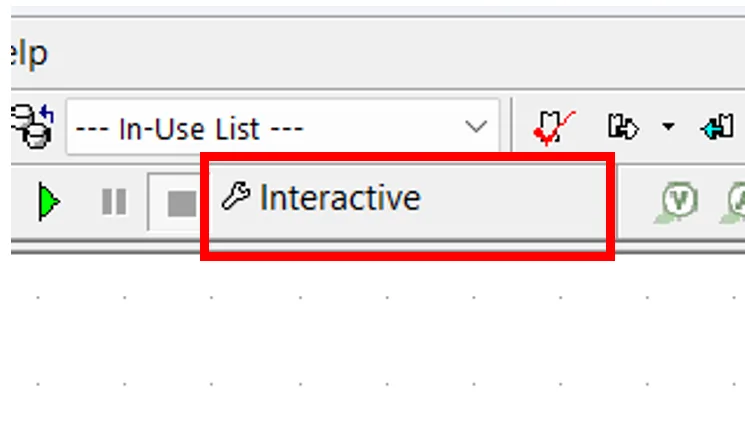 elp
--- In-Use List ---
Interactive
V
A